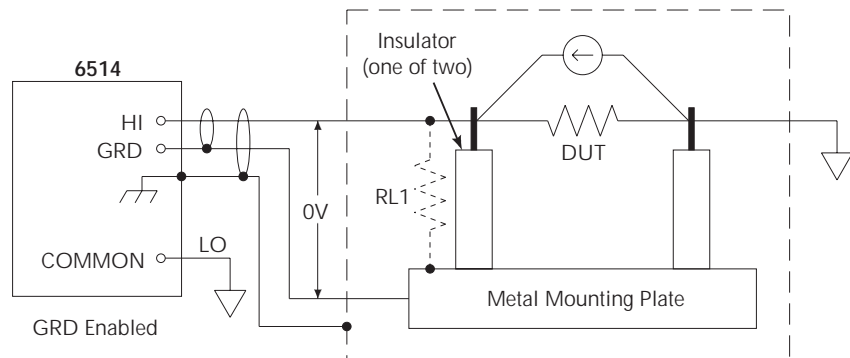 6514
HI
GRD
COMMON
LO
GRD Enabled
0V
RL1
Insulator
(one of two)
DUT
Metal Mounting Plate